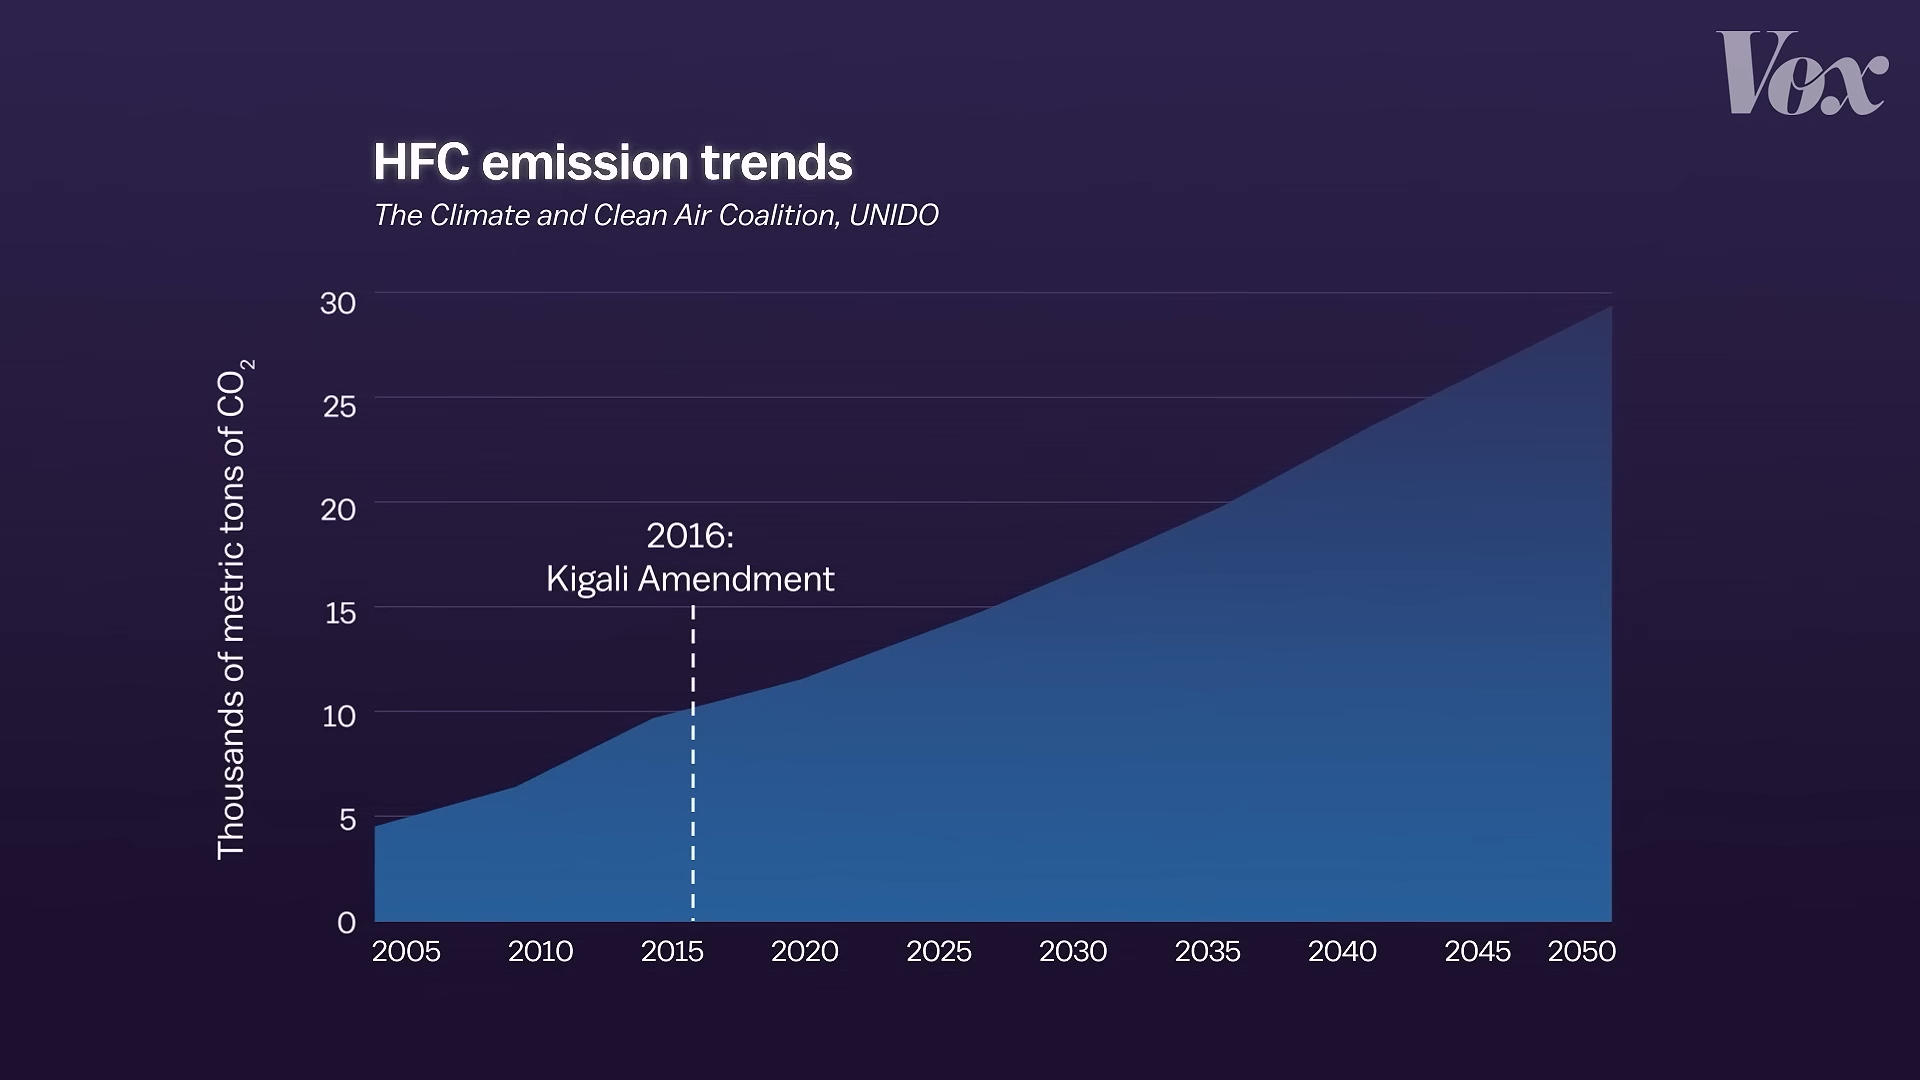 Vox
HFC emission trends
The Climate and Clean Air Coalition, UNIDO
Thousands of metric tons of CO₂
30
25
20
15
10
5
0
2016:
Kigali Amendment
2005 2010 2015 2020 2025 2030 2035 2040 2045 2050